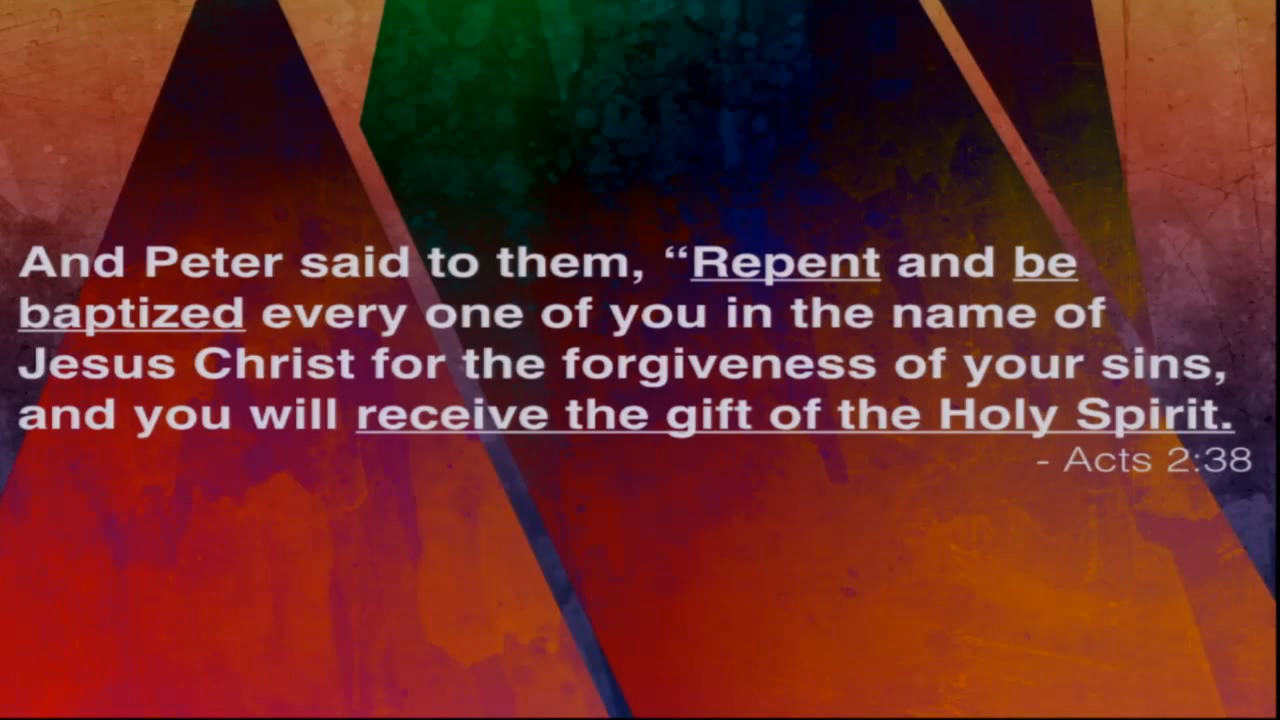 And Peter said to them, “Repent and be
baptized every one of you in the name of
Jesus Christ for the forgiveness of your sins,
and you will receive the gift of the Holy Spirit.
- Acts 2:38